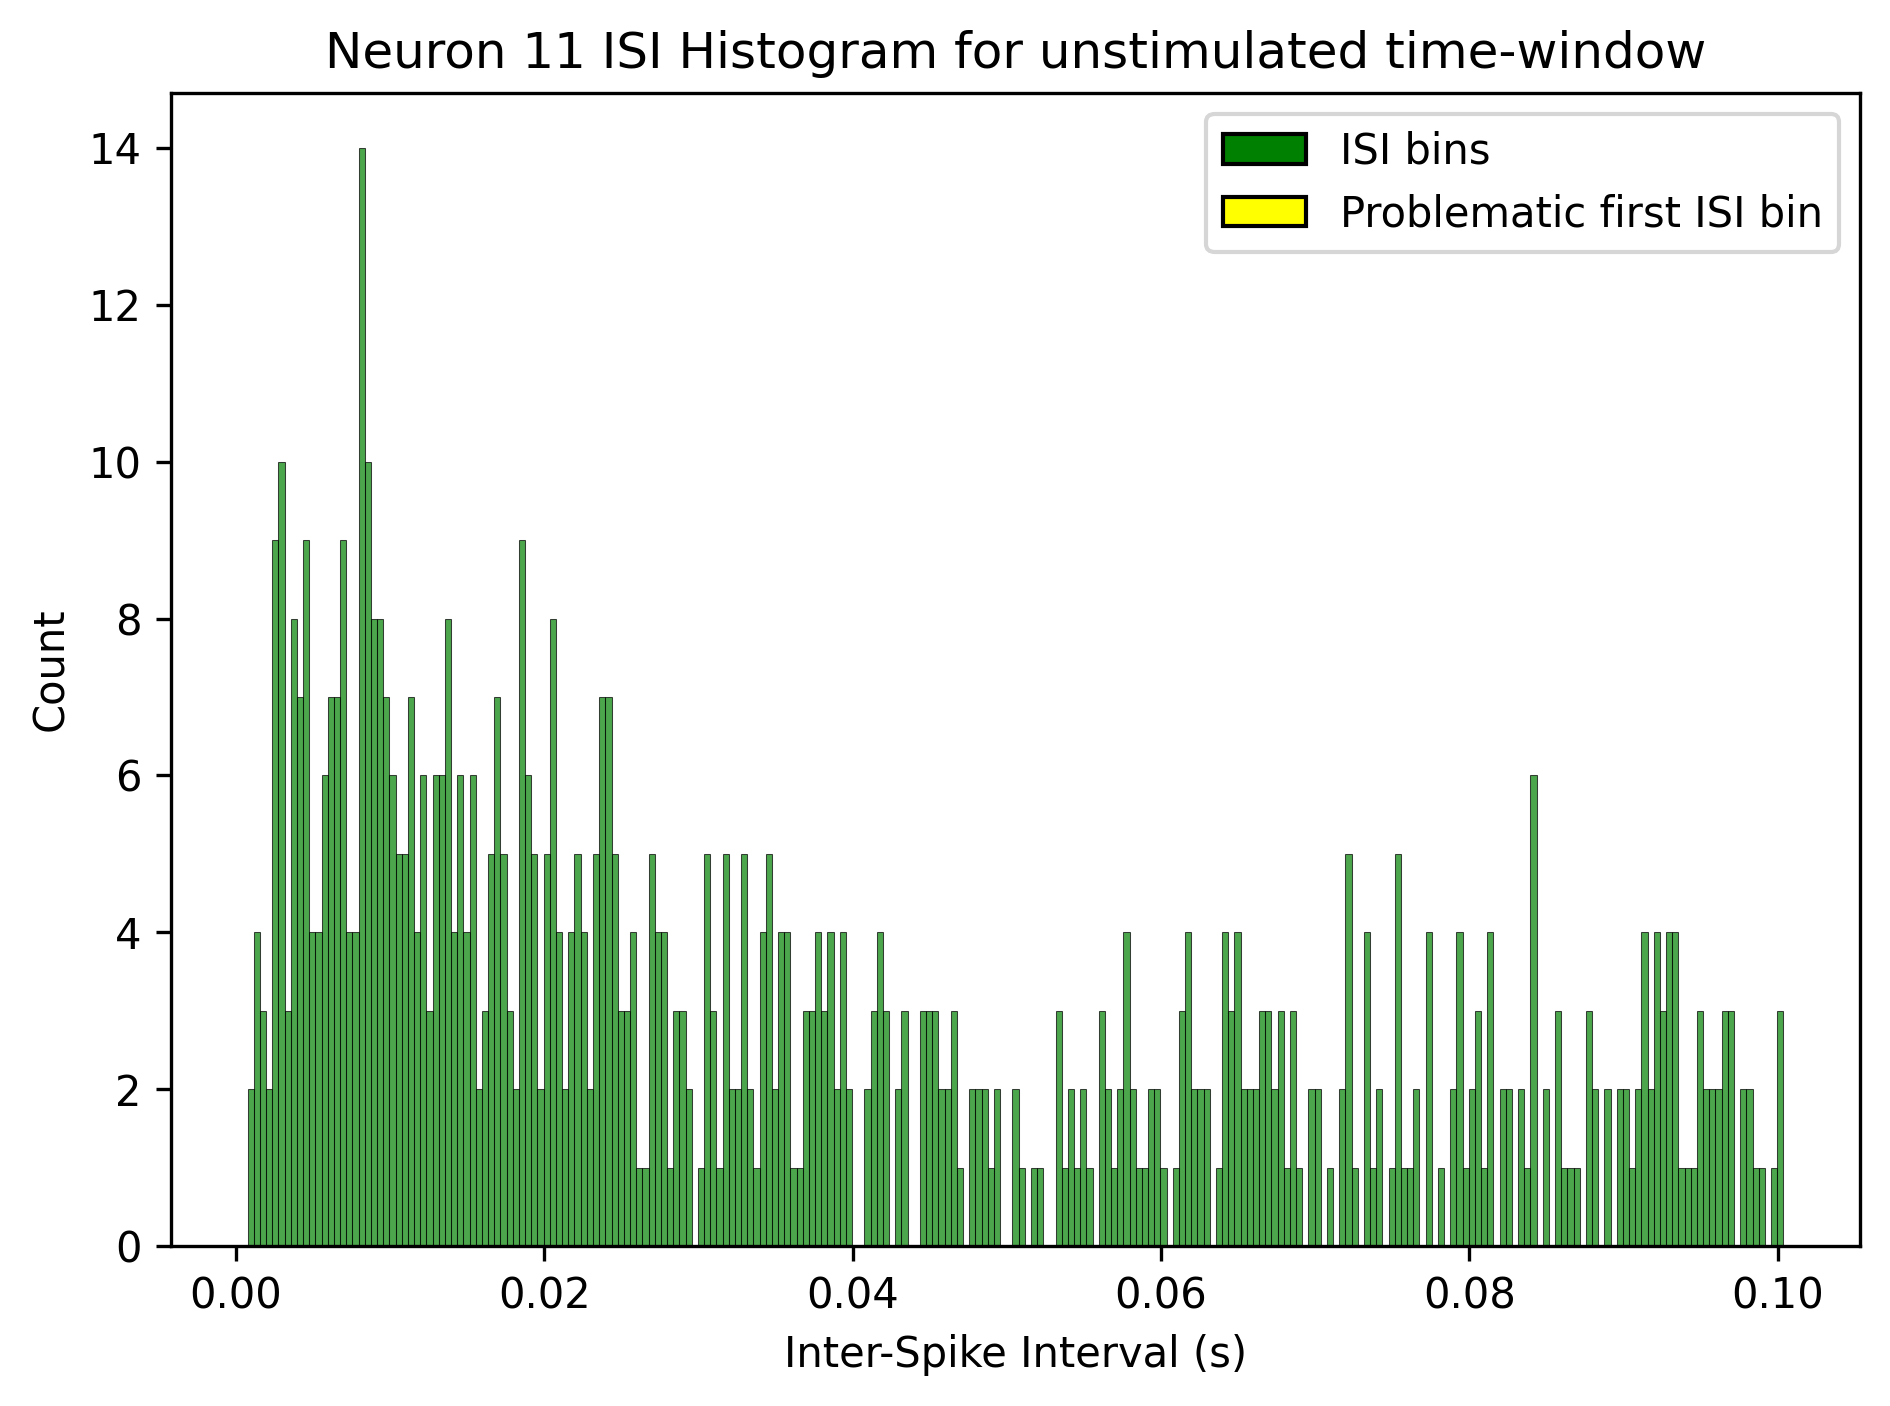 Neuron 11 ISI Histogram for unstimulated time-window
ISI bins
Problematic first ISI bin
14
12
10
8
6
4
2
0
Count
0.00 0.02 0.04 0.06 0.08 0.10
Inter-Spike Interval (s)